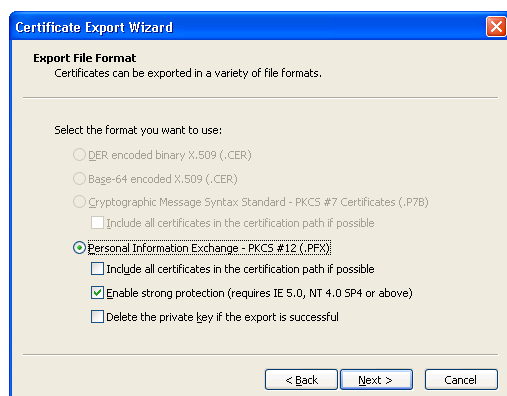 Certificate Export Wizard
Export File Format
Certificates can be exported in a variety of file formats.
Select the format you want to use:
DER encoded binary X.509 (.CER)
Base-64 encoded X.509 (.CER)
Cryptographic Message Syntax Standard - PKCS #7 Certificates (.P7B)
Include all certificates in the certification path if possible
Personal Information Exchange - PKCS #12 (.PFX)
Include all certificates in the certification path if possible
Enable strong protection (requires IE 5.0, NT 4.0 SP4 or above)
Delete the private key if the export is successful
< Back Next > Cancel